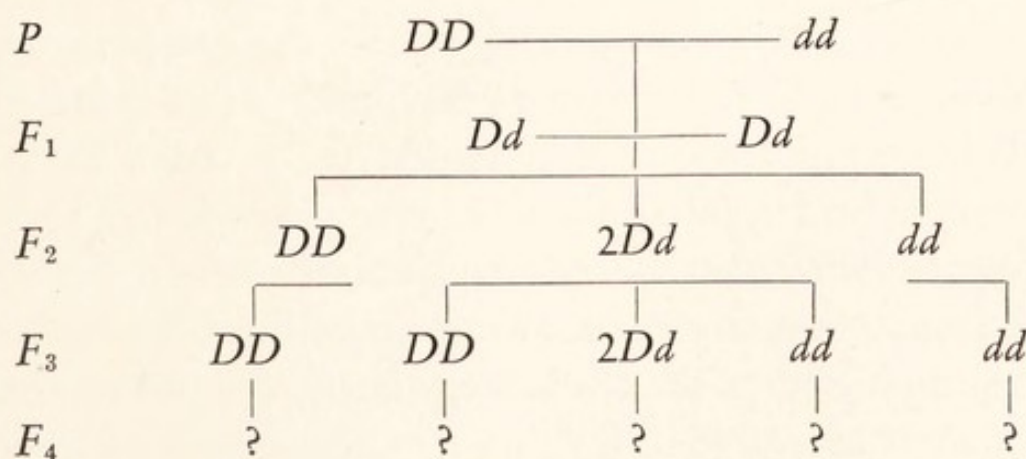 P DD dd
F₁ Dd Dd
F₂ DD 2Dd dd
F₃ DD DD 2Dd dd dd
F₄ ? ? ? ? ?